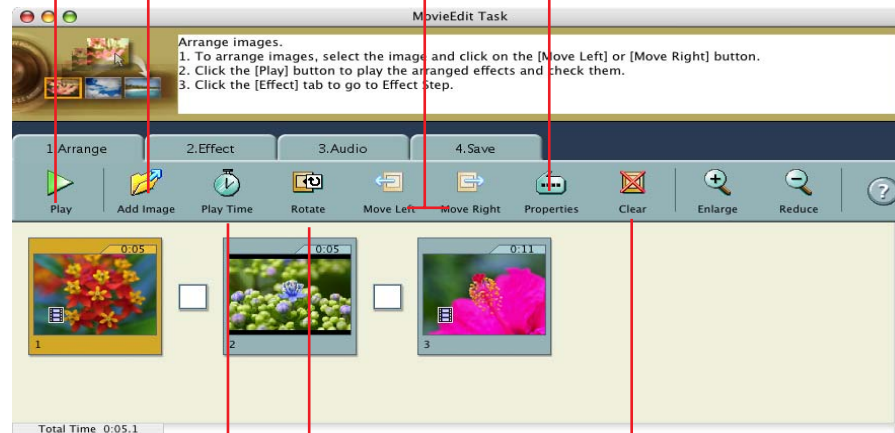 MovieEdit Task
Arrange images.
1. To arrange images, select the image and click on the [Move Left] or [Move Right] button.
2. Click the [Play] button to play the arranged effects and check them.
3. Click the [Effect] tab to go to Effect Step.
1.Arrange 2.Effect 3.Audio 4.Save
Play Add Image Play Time Rotate Move Left Move Right Properties Clear Enlarge Reduce ?
0:05 0:05 0:11
1 2 3
Total Time 0:05.1